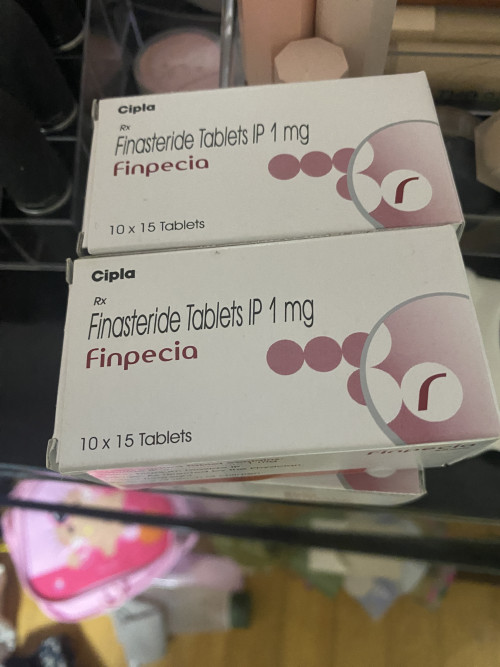 Cipla
Rx
Finasteride Tablets IP 1 mg
Finpecia
10 x 15 Tablets
Cipla
Rx
Finasteride Tablets IP 1 mg
Finpecia
10 x 15 Tablets
Finpecia